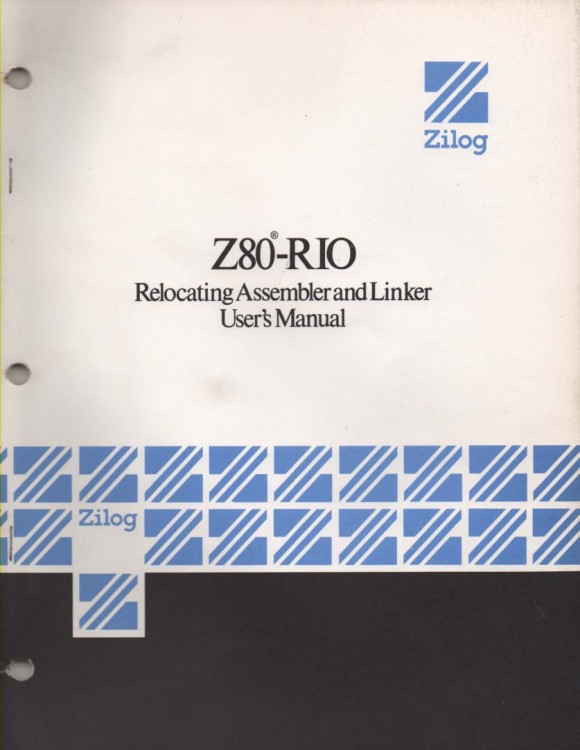 Zilog
Z80®-RIO
Relocating Assembler and Linker
User's Manual
Zilog